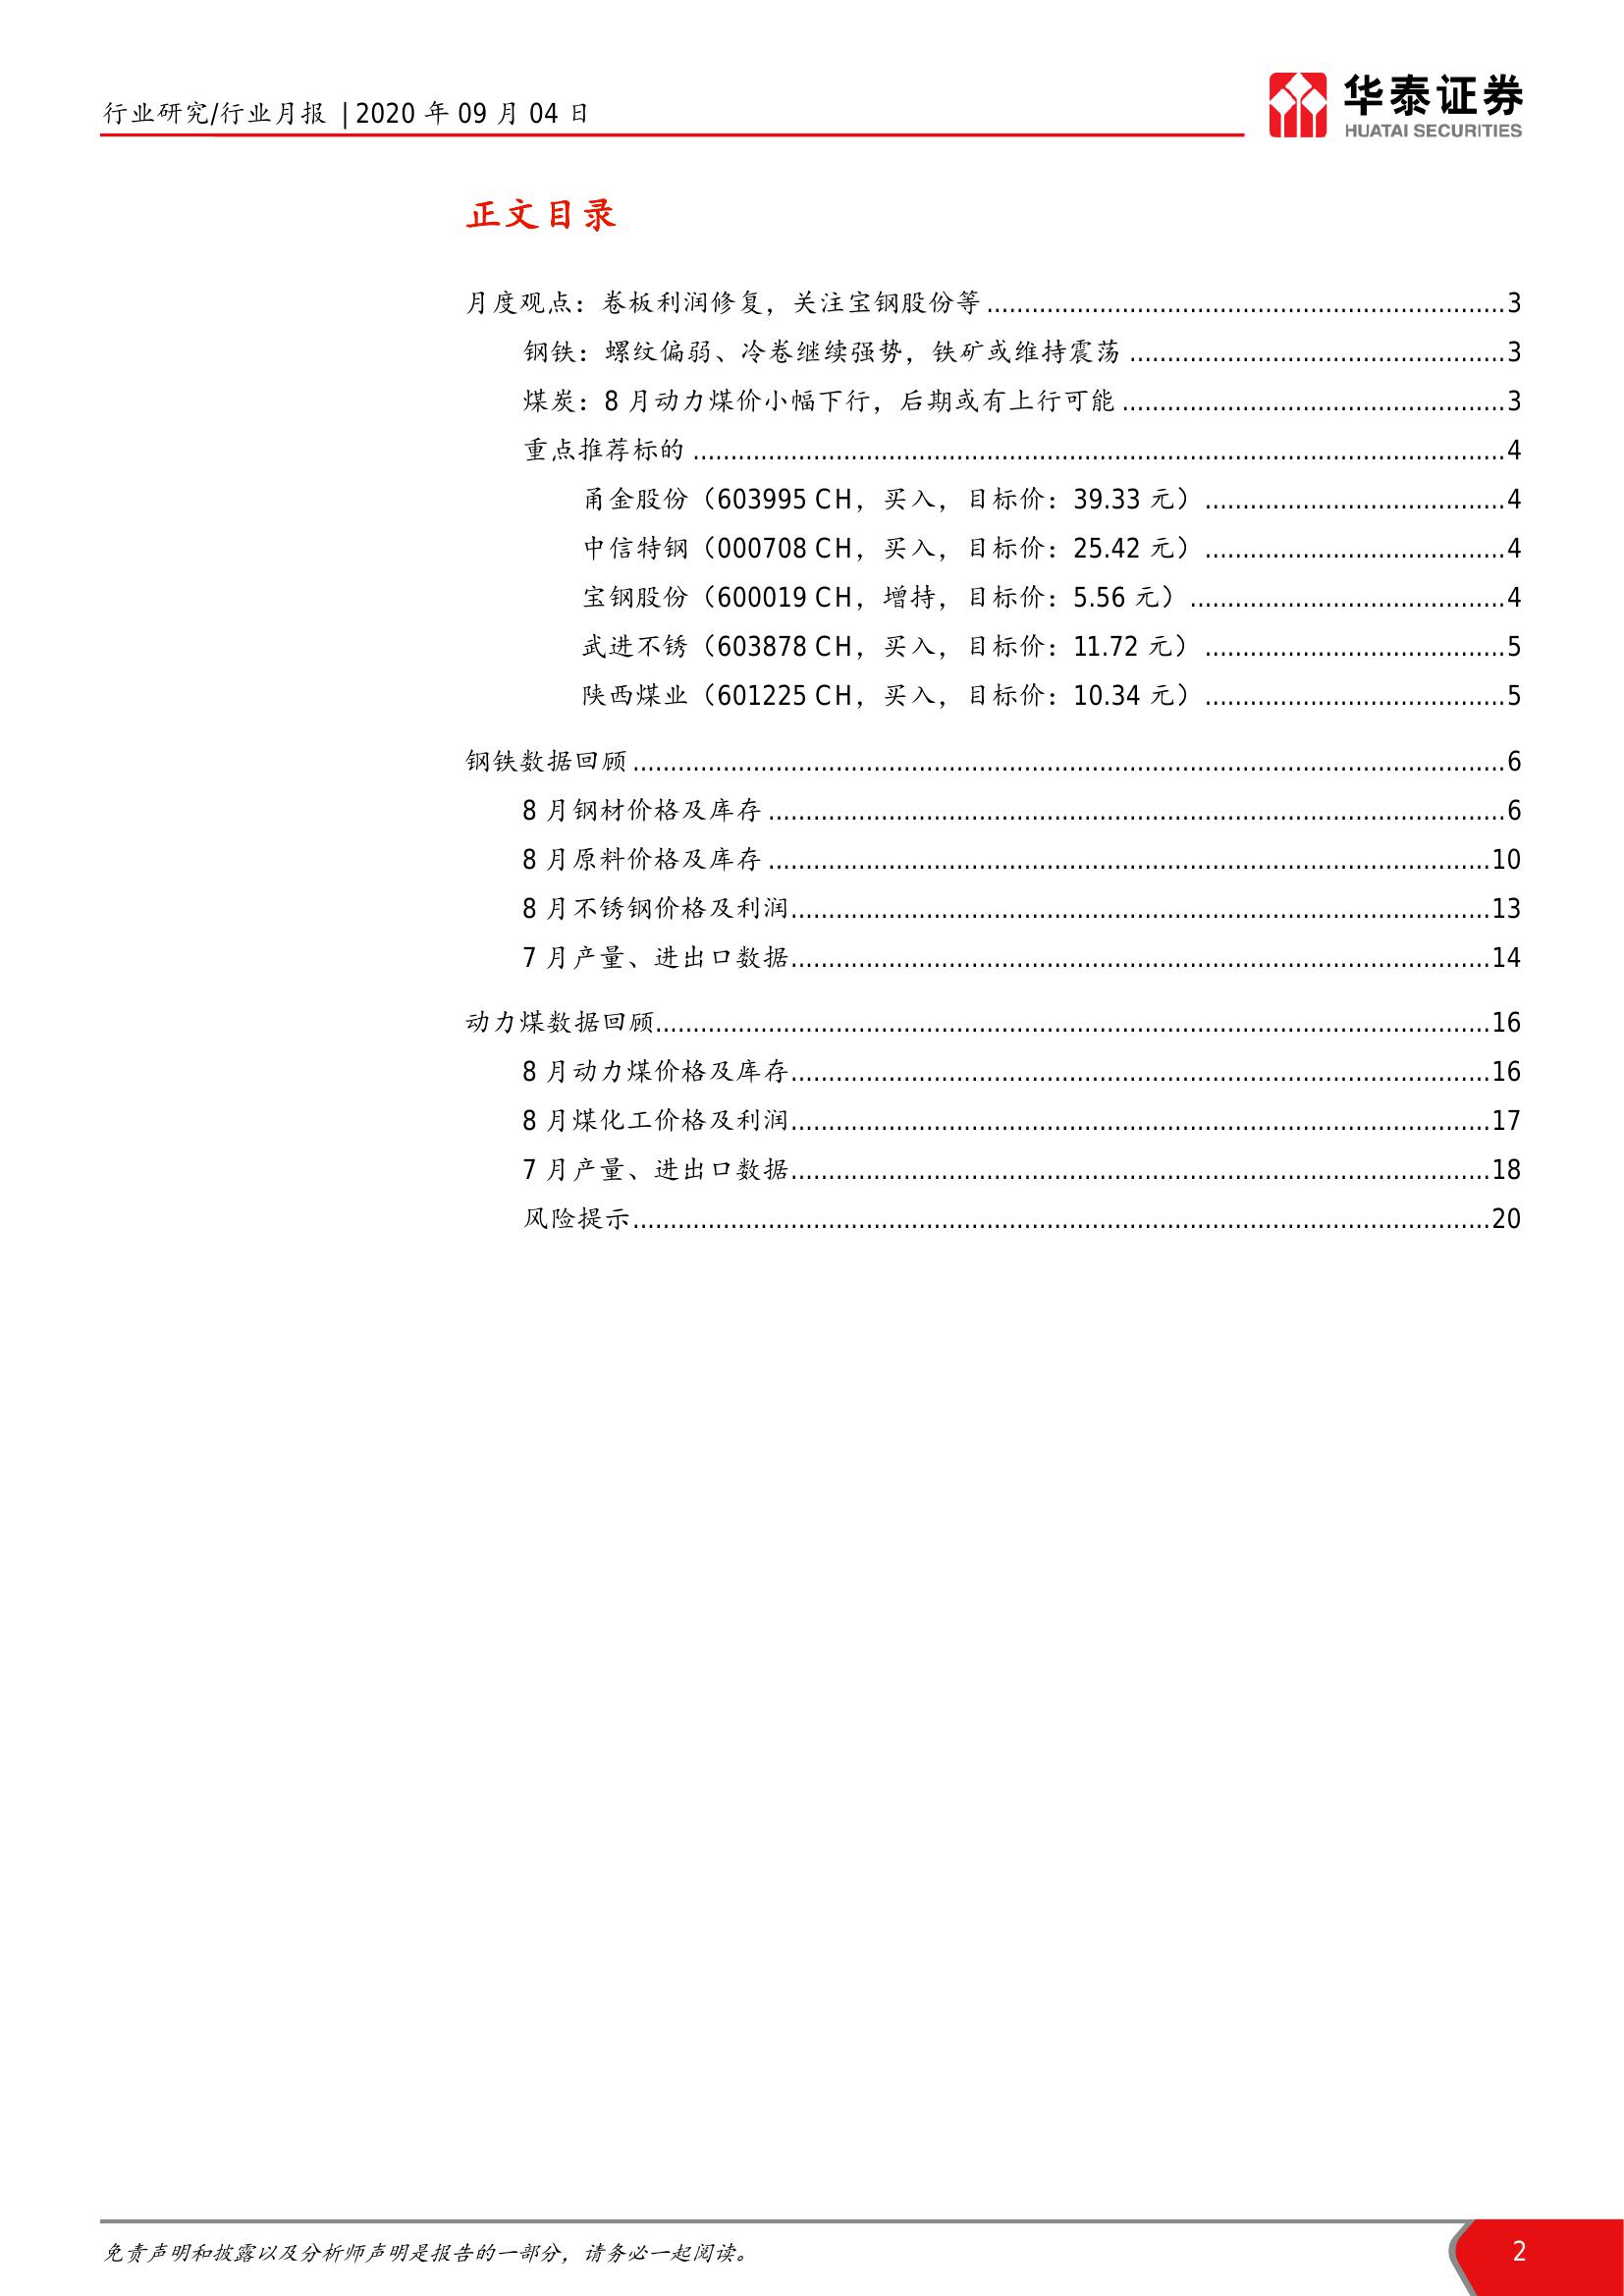 行业研究/行业月报 | 2020 年 09 月 04 日
华泰证券
HUATAI SECURITIES
正文目录
月度观点：卷板利润修复，关注宝钢股份等........................................3
钢铁：螺纹偏弱、冷卷继续强势，铁矿或维持震荡........................................3
煤炭：8 月动力煤价小幅下行，后期或有上行可能........................................3
重点推荐标的........................................4
甬金股份（603995 CH，买入，目标价：39.33 元）........................................4
中信特钢（000708 CH，买入，目标价：25.42 元）........................................4
宝钢股份（600019 CH，增持，目标价：5.56 元）........................................4
武进不锈（603878 CH，买入，目标价：11.72 元）........................................5
陕西煤业（601225 CH，买入，目标价：10.34 元）........................................5
钢铁数据回顾........................................6
8 月钢材价格及库存........................................6
8 月原料价格及库存........................................10
8 月不锈钢价格及利润........................................13
7 月产量、进出口数据........................................14
动力煤数据回顾........................................16
8 月动力煤价格及库存........................................16
8 月煤化工价格及利润........................................17
7 月产量、进出口数据........................................18
风险提示........................................20
免责声明和披露以及分析师声明是报告的一部分，请务必一起阅读。
2